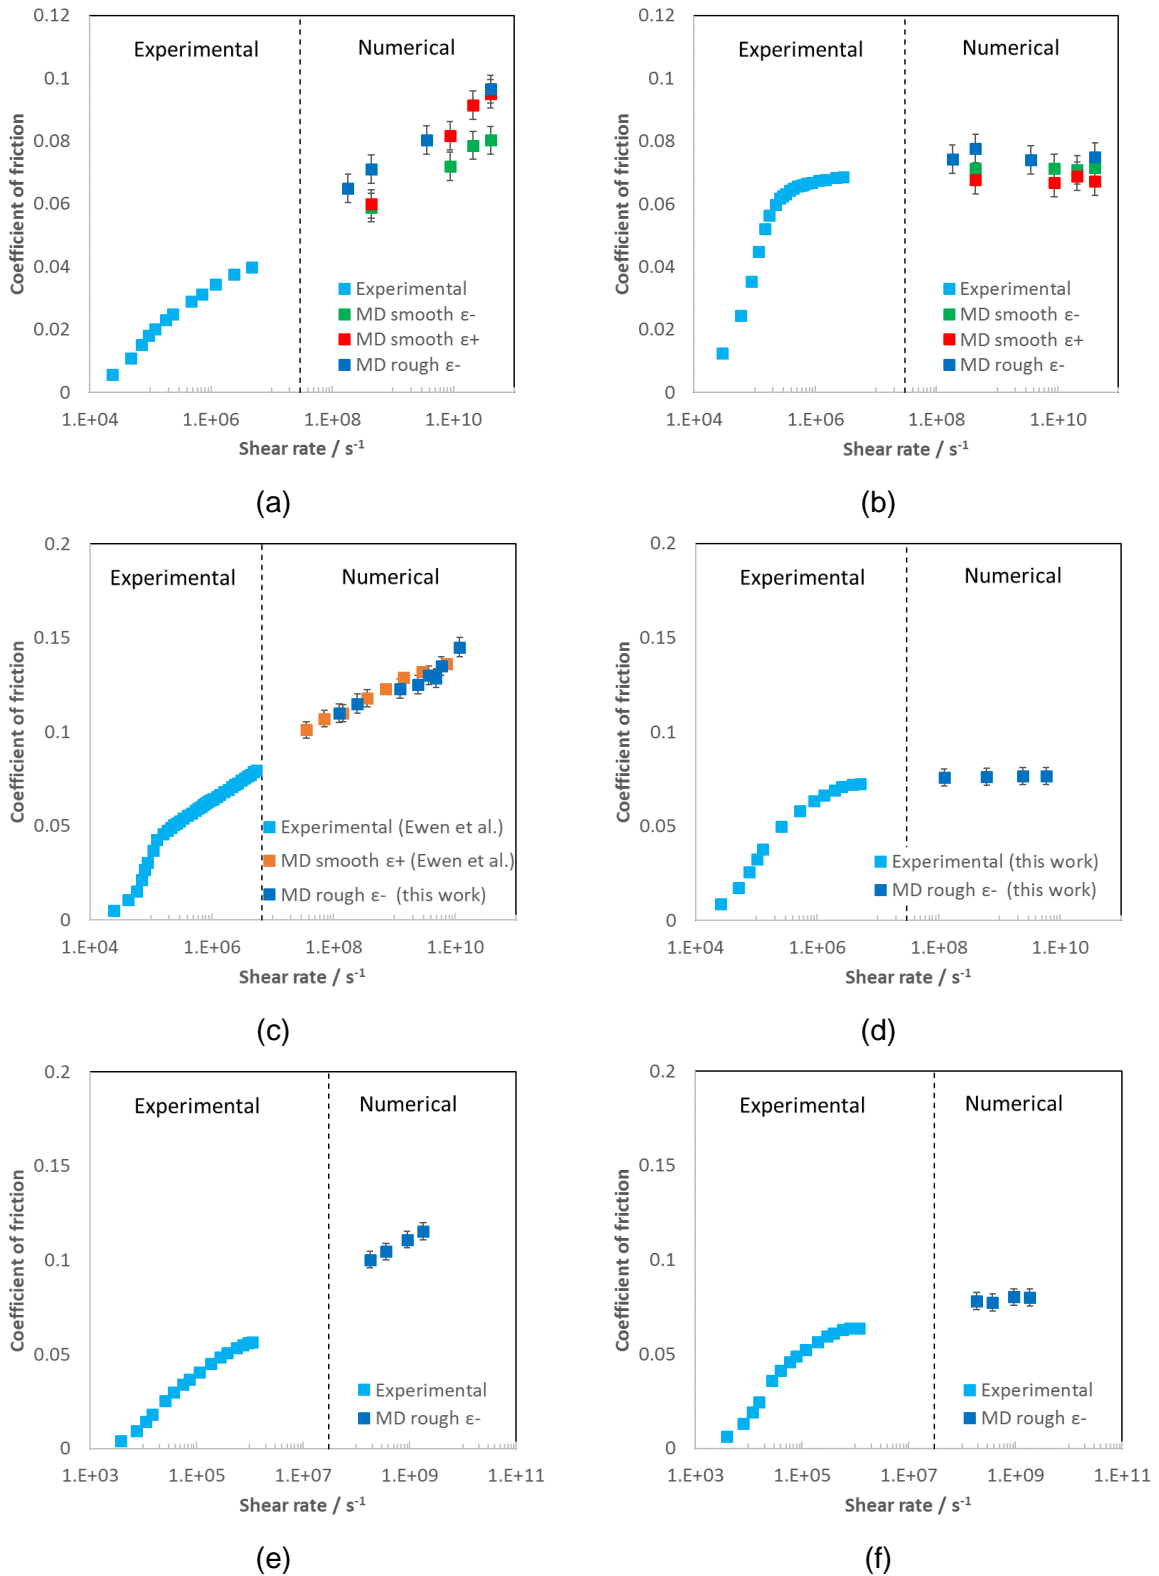 0.12
0.1
0.08
0.06
0.04
0.02
0
Coefficient of friction
Experimental
Numerical
Experimental
MD smooth ε-
MD smooth ε+
MD rough ε-
1.E+04
1.E+06
1.E+08
1.E+10
Shear rate / s⁻¹
(a)
0.12
0.1
0.08
0.06
0.04
0.02
0
Coefficient of friction
Experimental
Numerical
Experimental
MD smooth ε-
MD smooth ε+
MD rough ε-
1.E+04
1.E+06
1.E+08
1.E+10
Shear rate / s⁻¹
(b)
0.2
0.15
0.1
0.05
0
Coefficient of friction
Experimental
Numerical
Experimental (Ewen et al.)
MD smooth ε+ (Ewen et al.)
MD rough ε- (this work)
1.E+04
1.E+06
1.E+08
1.E+10
Shear rate / s⁻¹
(c)
0.2
0.15
0.1
0.05
0
Coefficient of friction
Experimental
Numerical
Experimental (this work)
MD rough ε- (this work)
1.E+04
1.E+06
1.E+08
1.E+10
Shear rate / s⁻¹
(d)
0.2
0.15
0.1
0.05
0
Coefficient of friction
Experimental
Numerical
Experimental
MD rough ε-
1.E+03
1.E+05
1.E+07
1.E+09
1.E+11
Shear rate / s⁻¹
(e)
0.2
0.15
0.1
0.05
0
Coefficient of friction
Experimental
Numerical
Experimental
MD rough ε-
1.E+03
1.E+05
1.E+07
1.E+09
1.E+11
Shear rate / s⁻¹
(f)